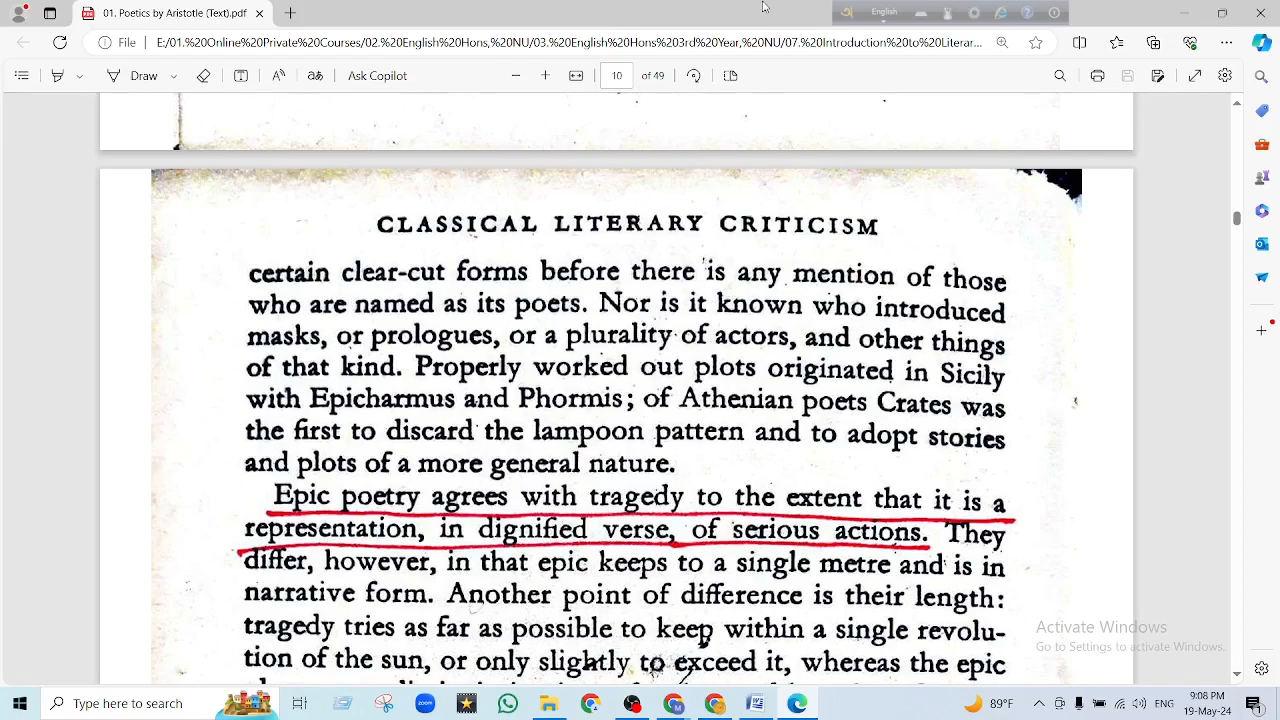 01. Poetics by Aristotle (Text).pd
English
File
E:/01.%20Online%20Private%20Courses/02.%20English%20Hons,%20NU/03.%20English%20Hons%203rd%20Year,%20NU/07.%20Introduction%20to%20Literar...
Draw
Ask Copilot
10 of 49
CLASSICAL LITERARY CRITICISM
certain clear-cut forms before there is any mention of those
who are named as its poets. Nor is it known who introduced
masks, or prologues, or a plurality of actors, and other things
of that kind. Properly worked out plots originated in Sicily
with Epicharmus and Phormis; of Athenian poets Crates was
the first to discard the lampoon pattern and to adopt stories
and plots of a more general nature.
Epic poetry agrees with tragedy to the extent that it is a
representation, in dignified verse, of serious actions. They
differ, however, in that epic keeps to a single metre and is in
narrative form. Another point of difference is their length:
tragedy tries as far as possible to keep within a single revolu-
tion of the sun, or only slightly to exceed it, whereas the epic
Activate Windows
Go to Settings to activate Windows.
Type here to search
zoom
89°F
ENG
9:08 PM
19-May-24